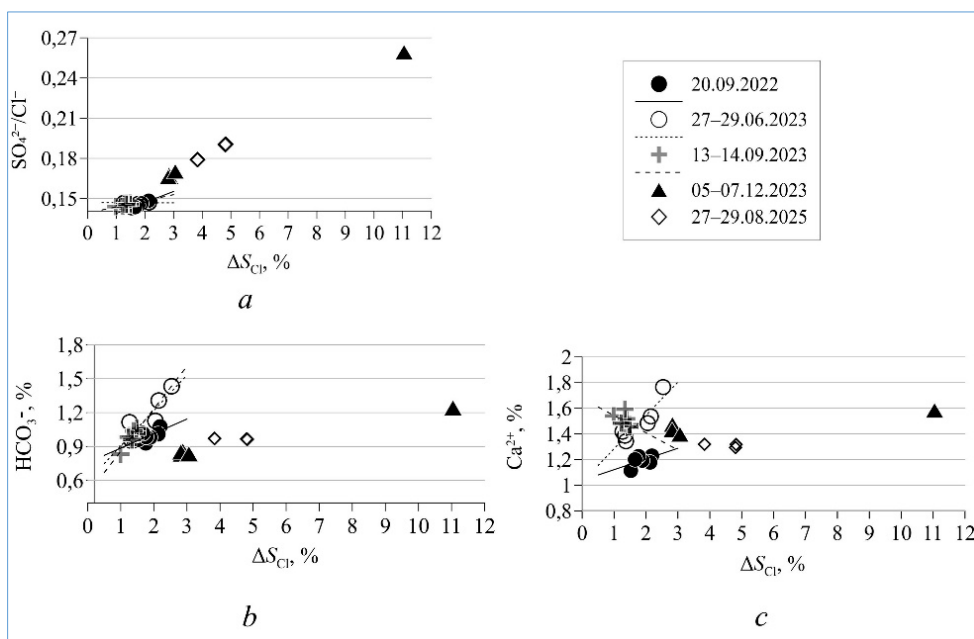 0,27
0,24
0,21
0,18
0,15
SO₄²⁻/Cl⁻
0 1 2 3 4 5 6 7 8 9 10 11 12
ΔS_Cl, %
a
20.09.2022
27–29.06.2023
13–14.09.2023
05–07.12.2023
27–29.08.2025
1,8
1,5
1,2
0,9
0,6
HCO₃⁻, %
0 1 2 3 4 5 6 7 8 9 10 11 12
ΔS_Cl, %
b
2
1,8
1,6
1,4
1,2
1
0,8
Ca²⁺, %
0 1 2 3 4 5 6 7 8 9 10 11 12
ΔS_Cl, %
c